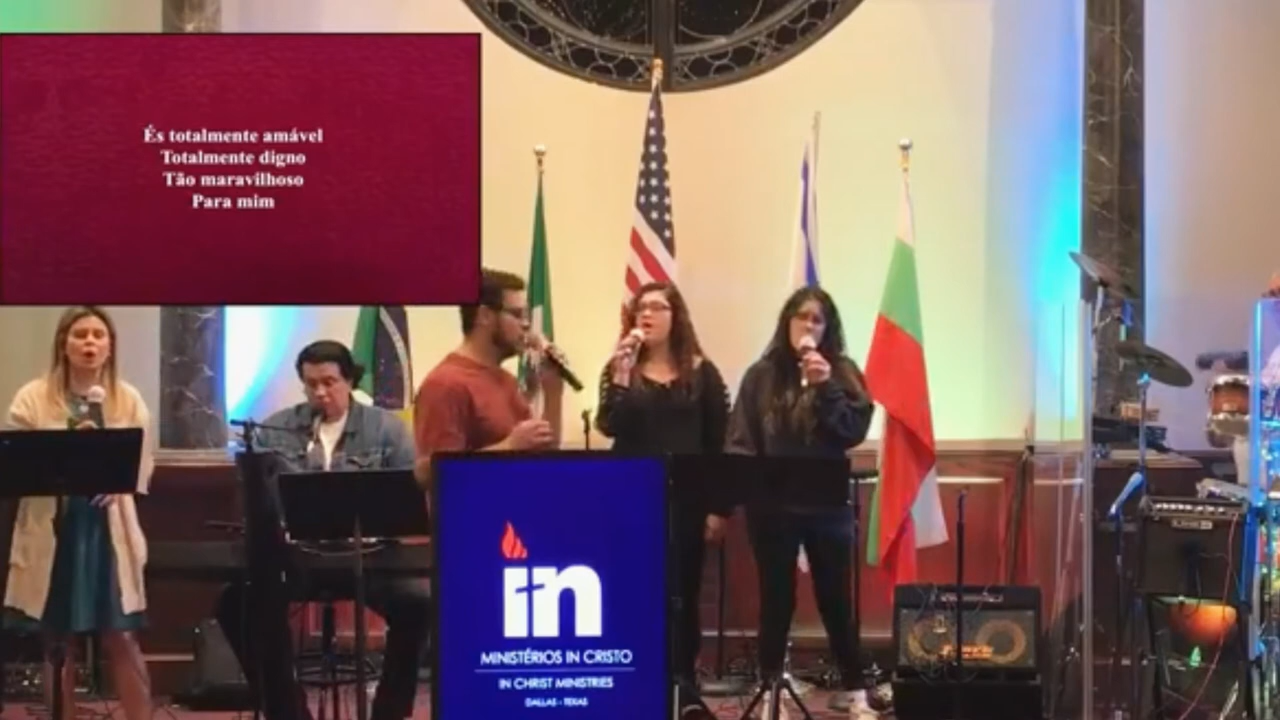 És totalmente amável
Totalmente digno
Tão maravilhoso
Para mim
in
MINISTÉRIOS IN CRISTO
IN CHRIST MINISTRIES
DALLAS - TEXAS